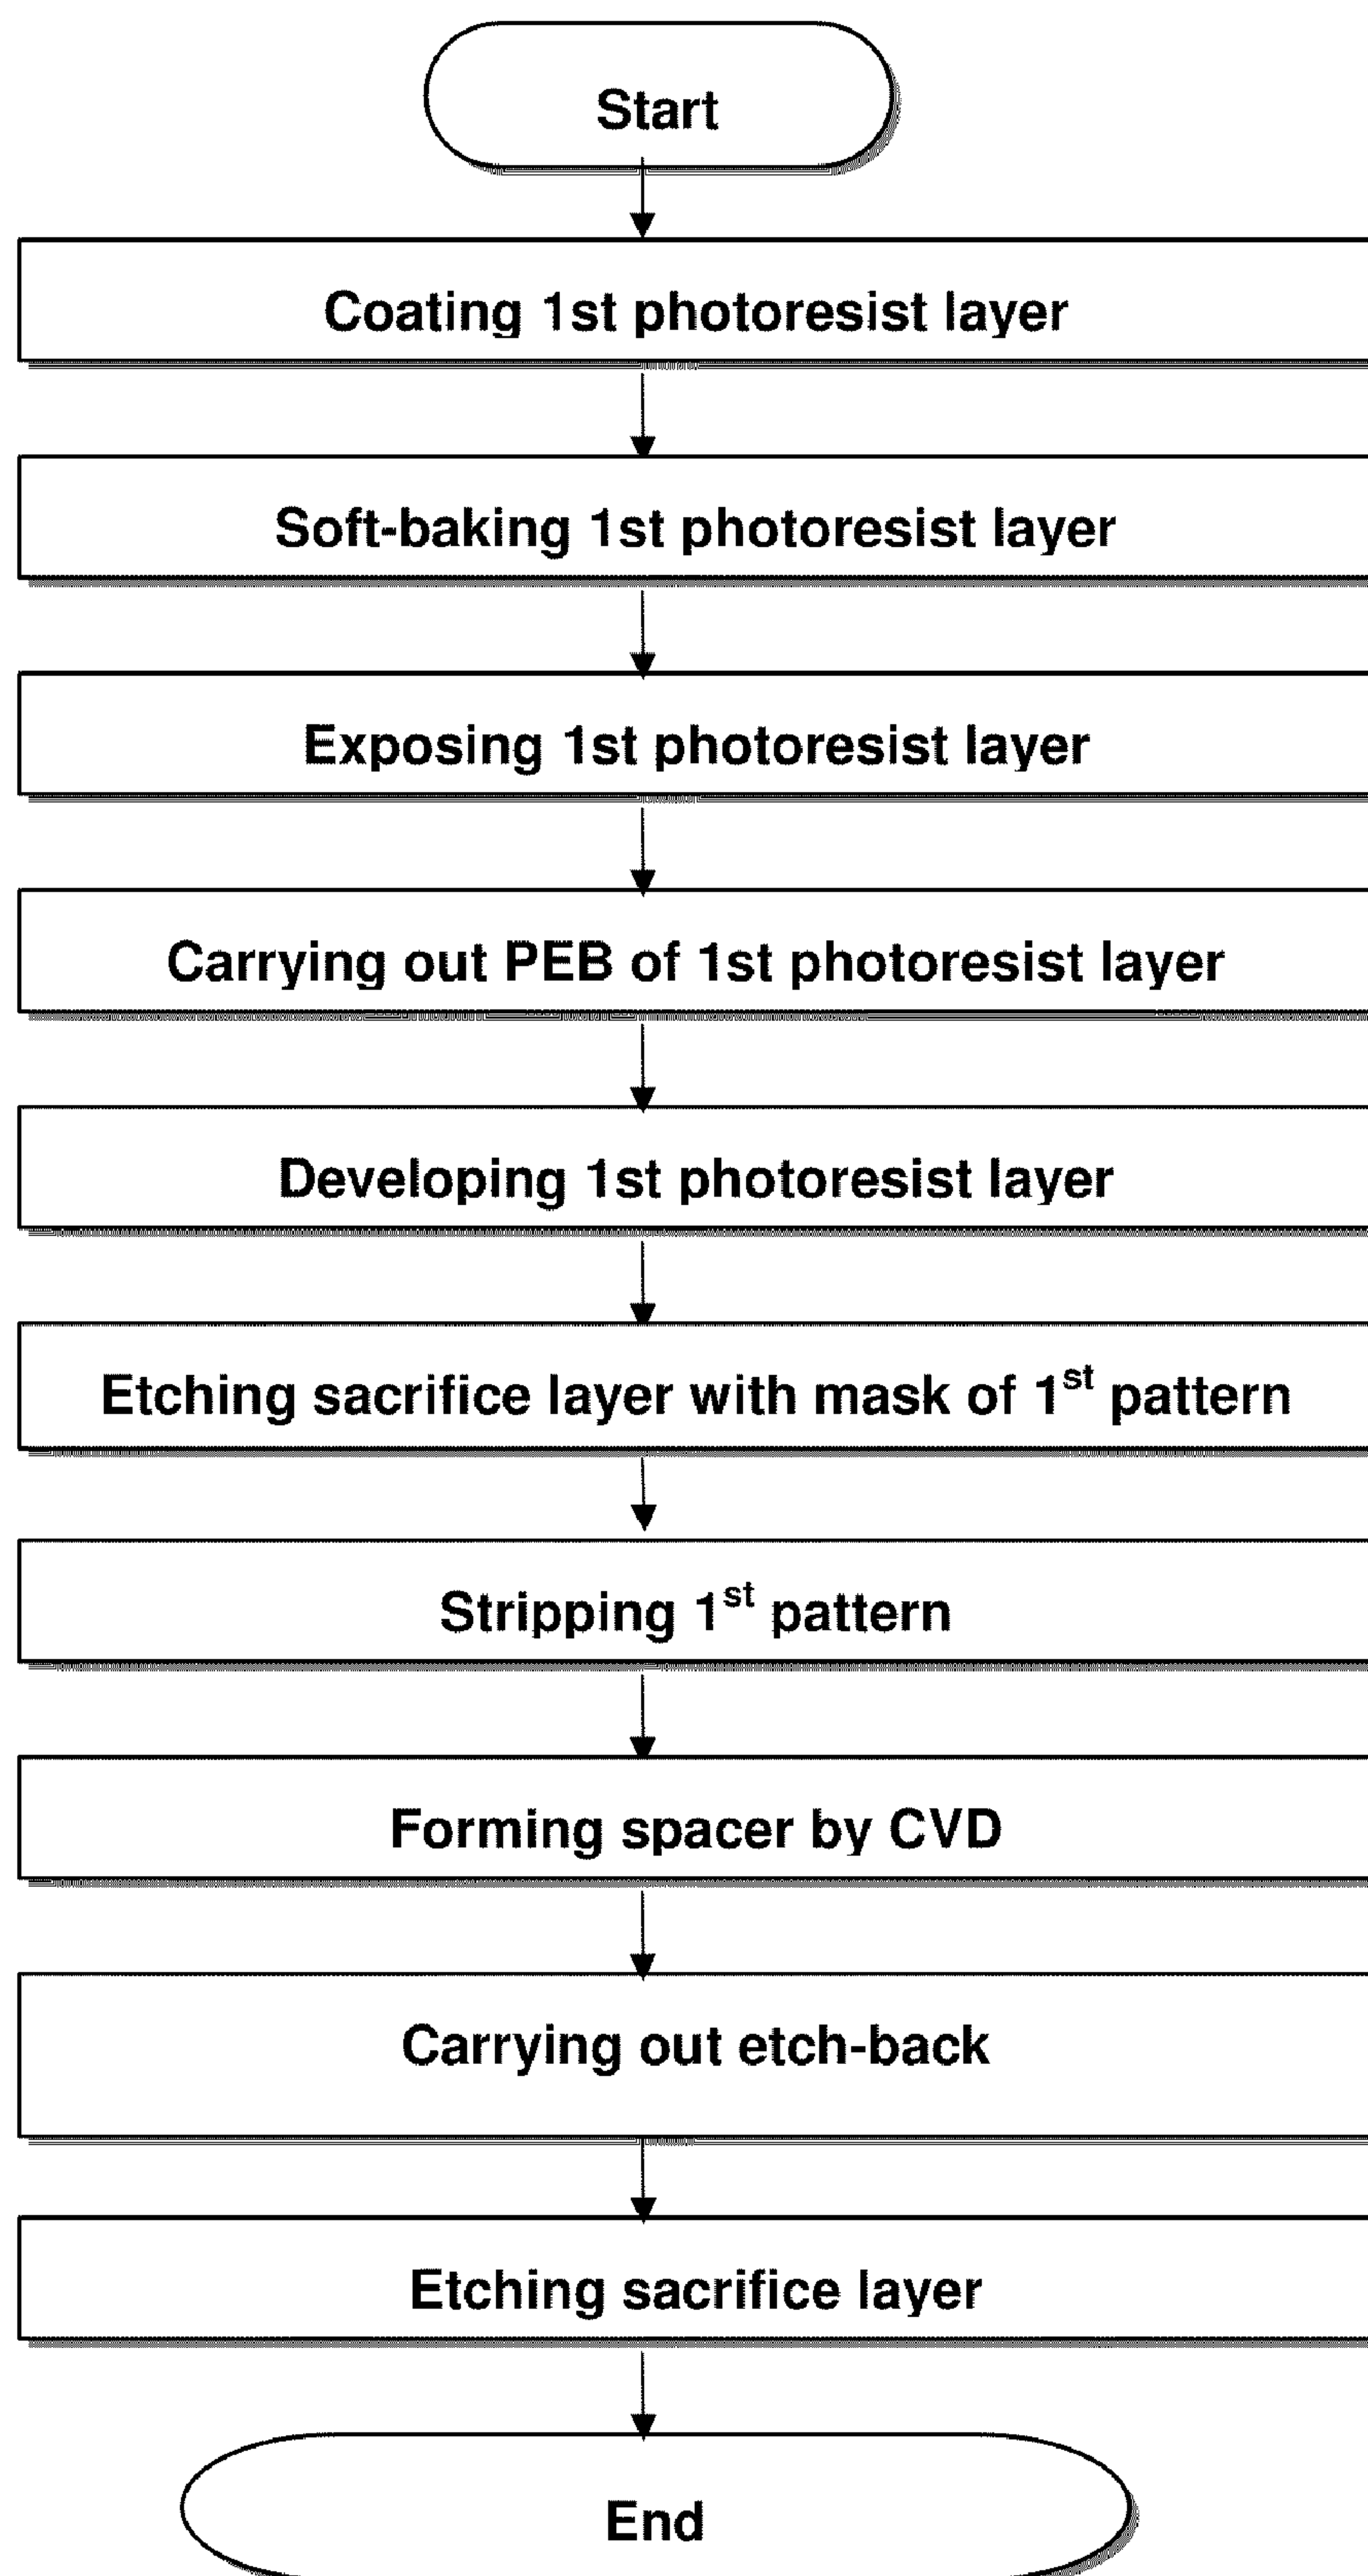 Start
Coating 1st photoresist layer
Soft-baking 1st photoresist layer
Exposing 1st photoresist layer
Carrying out PEB of 1st photoresist layer
Developing 1st photoresist layer
Etching sacrifice layer with mask of 1st pattern
Stripping 1st pattern
Forming spacer by CVD
Carrying out etch-back
Etching sacrifice layer
End